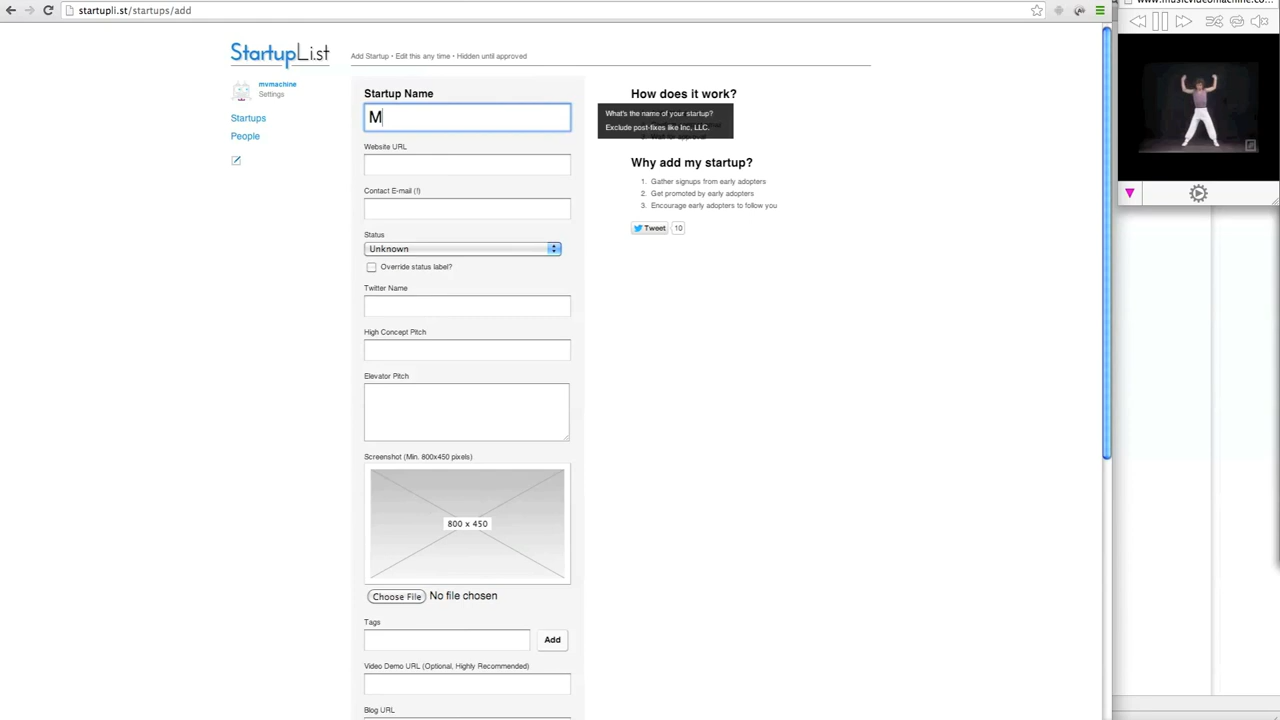 startupli.st/startups/add
StartupLi.st
Add Startup • Edit this any time • Hidden until approved
mvmachine
Settings
Startups
People
Startup Name
M
Website URL
Contact E-mail (!)
Status
Unknown
Override status label?
Twitter Name
High Concept Pitch
Elevator Pitch
Screenshot (Min. 800x450 pixels)
800 x 450
Choose File No file chosen
Tags
Add
Video Demo URL (Optional, Highly Recommended)
Blog URL
How does it work?
What's the name of your startup?
Exclude post-fixes like Inc, LLC.
Why add my startup?
1. Gather signups from early adopters
2. Get promoted by early adopters
3. Encourage early adopters to follow you
Tweet 10
www.musicvideomachine.co...